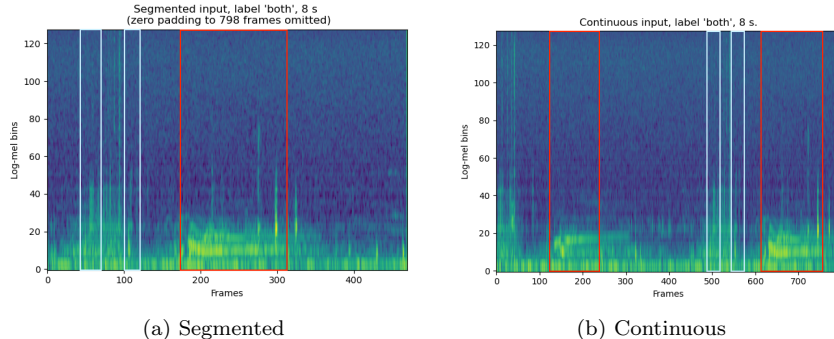 Segmented input, label 'both', 8 s
(zero padding to 798 frames omitted)
Log-mel bins
120
100
80
60
40
20
0
0 100 200 300 400
Frames
(a) Segmented
Continuous input, label 'both', 8 s.
Log-mel bins
120
100
80
60
40
20
0
0 100 200 300 400 500 600 700
Frames
(b) Continuous